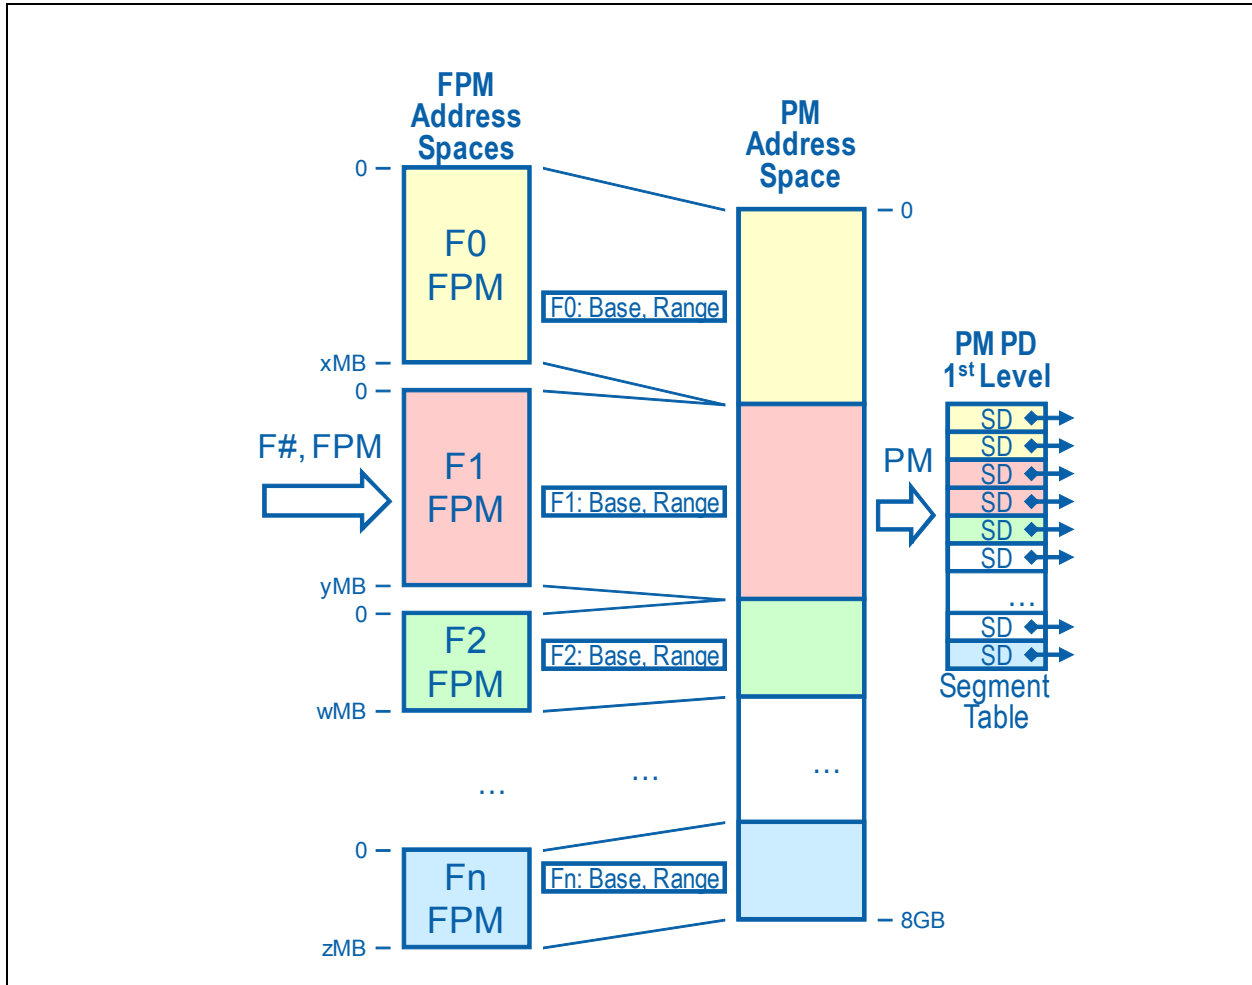 FPM
Address
Spaces
PM
Address
Space
0
0
F0
FPM
F0: Base, Range
xMB
PM PD
1st Level
0
SD
SD
F#, FPM
F1
FPM
PM
SD
F1: Base, Range
SD
SD
SD
yMB
...
0
SD
F2
FPM
F2: Base, Range
SD
Segment
Table
wMB
...
...
...
0
Fn
FPM
Fn: Base, Range
8GB
zMB